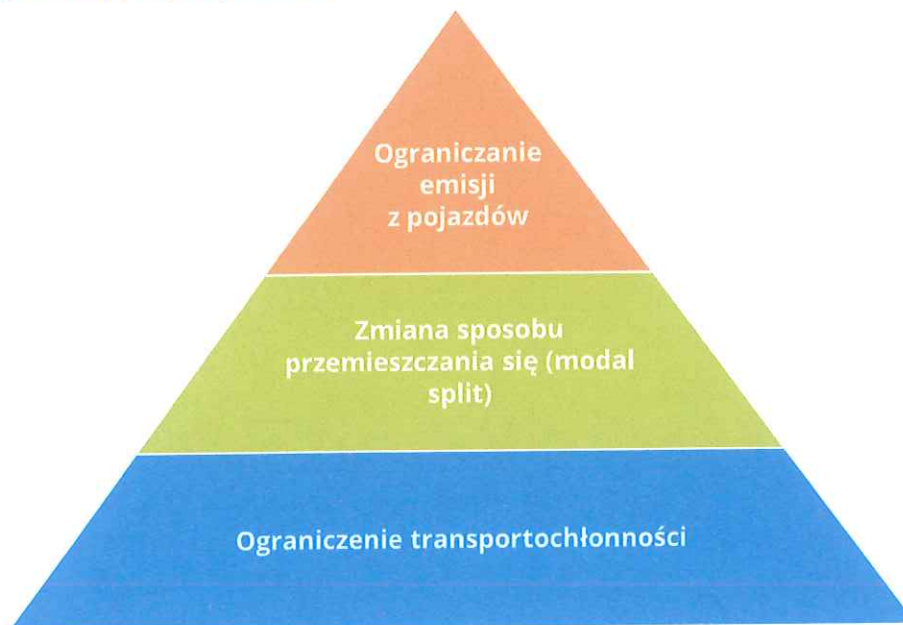 Ograniczanie
emisji
z pojazdów
Zmiana sposobu
przemieszczania się (modal
split)
Ograniczenie transportochłonności